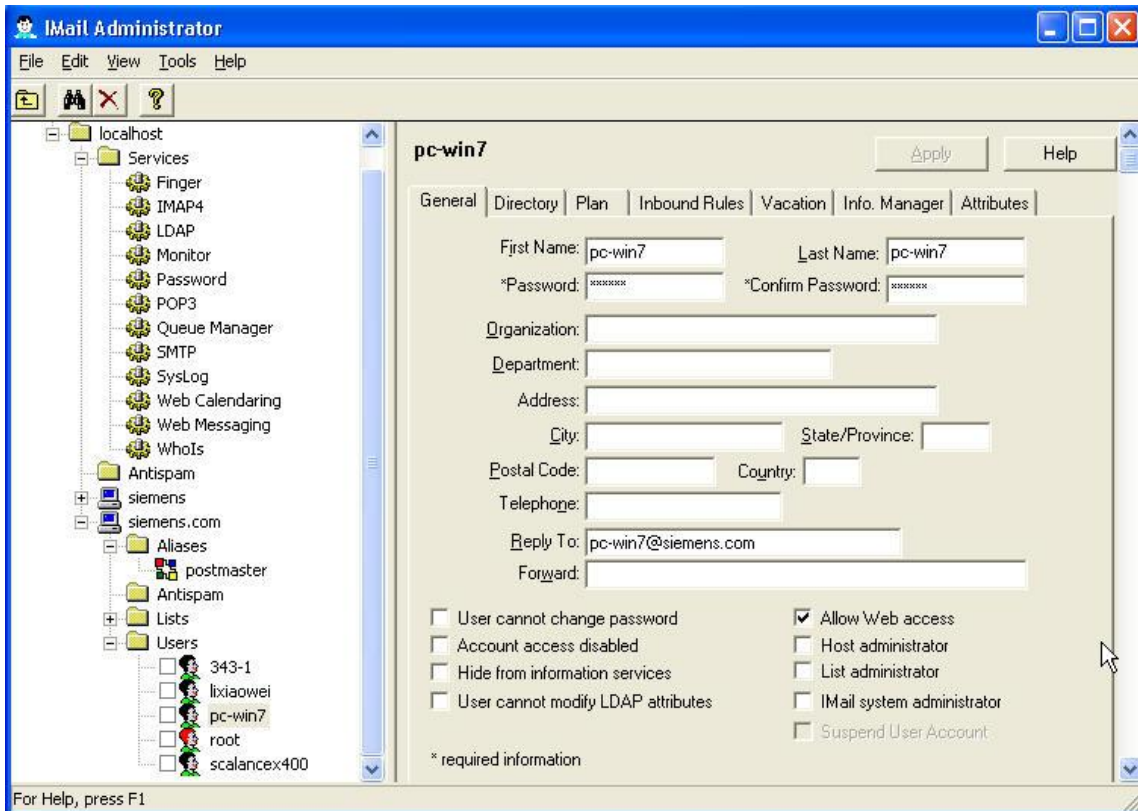 IMail Administrator
File Edit View Tools Help
localhost
Services
Finger
IMAP4
LDAP
Monitor
Password
POP3
Queue Manager
SMTP
SysLog
Web Calendaring
Web Messaging
WhoIs
Antispam
siemens
siemens.com
Aliases
postmaster
Antispam
Lists
Users
343-1
lixiaowei
pc-win7
root
scalancex400
pc-win7
Apply Help
General Directory Plan Inbound Rules Vacation Info. Manager Attributes
First Name: pc-win7 Last Name: pc-win7
*Password: ****** *Confirm Password: ******
Organization:
Department:
Address:
City: State/Province:
Postal Code: Country:
Telephone:
Reply To: pc-win7@siemens.com
Forward:
User cannot change password Allow Web access
Account access disabled Host administrator
Hide from information services List administrator
User cannot modify LDAP attributes IMail system administrator
Suspend User Account
* required information
For Help, press F1